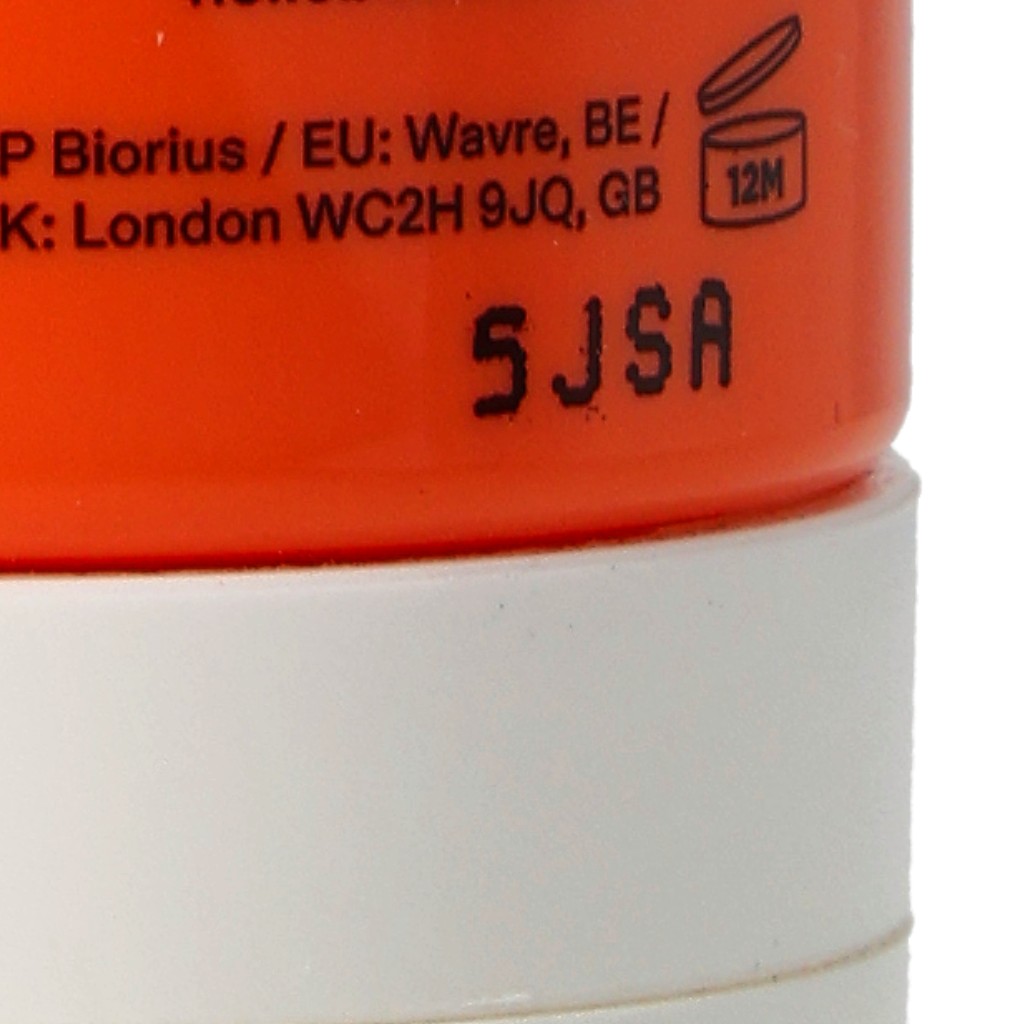 P Biorius / EU: Wavre, BE /
K: London WC2H 9JQ, GB
12M
5JSA